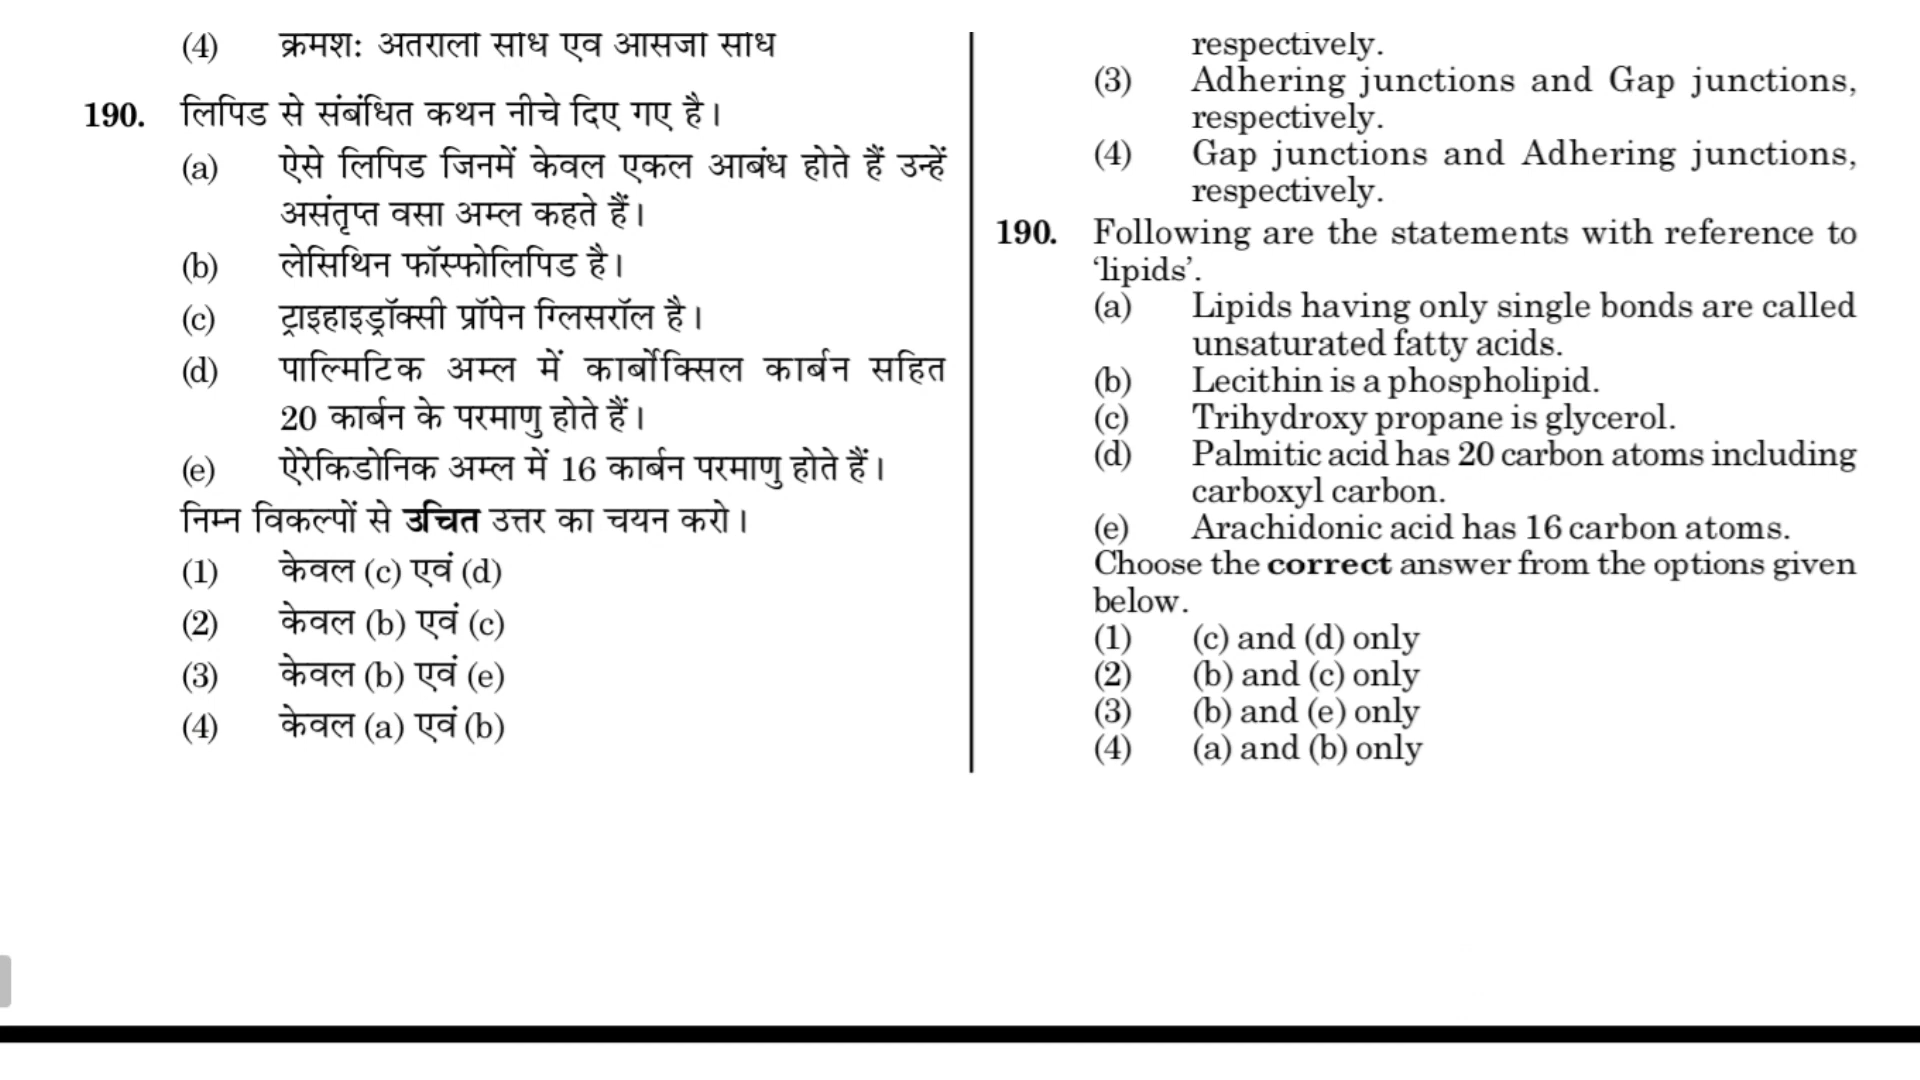 (4) क्रमश: अंतराली संधि एवं आसंजी संधि
190. लिपिड से संबंधित कथन नीचे दिए गए है।
(a) ऐसे लिपिड जिनमें केवल एकल आबंध होते हैं उन्हें
असंतृप्त वसा अम्ल कहते हैं।
(b) लेसिथिन फॉस्फोलिपिड है।
(c) ट्राइहाइड्रॉक्सी प्रॉपेन ग्लिसरॉल है।
(d) पाल्मिटिक अम्ल में कार्बोक्सिल कार्बन सहित
20 कार्बन के परमाणु होते हैं।
(e) ऐरेकिडोनिक अम्ल में 16 कार्बन परमाणु होते हैं।
निम्न विकल्पों से उचित उत्तर का चयन करो।
(1) केवल (c) एवं (d)
(2) केवल (b) एवं (c)
(3) केवल (b) एवं (e)
(4) केवल (a) एवं (b)
respectively.
(3) Adhering junctions and Gap junctions,
respectively.
(4) Gap junctions and Adhering junctions,
respectively.
190. Following are the statements with reference to
‘lipids’.
(a) Lipids having only single bonds are called
unsaturated fatty acids.
(b) Lecithin is a phospholipid.
(c) Trihydroxy propane is glycerol.
(d) Palmitic acid has 20 carbon atoms including
carboxyl carbon.
(e) Arachidonic acid has 16 carbon atoms.
Choose the correct answer from the options given
below.
(1) (c) and (d) only
(2) (b) and (c) only
(3) (b) and (e) only
(4) (a) and (b) only